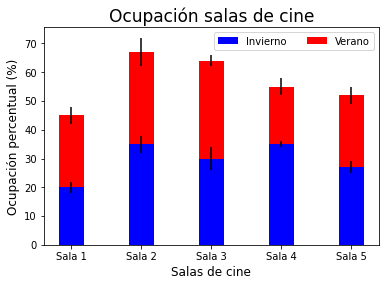 Ocupación salas de cine
Invierno Verano
Ocupación percentual (%)
70
60
50
40
30
20
10
0
Sala 1 Sala 2 Sala 3 Sala 4 Sala 5
Salas de cine